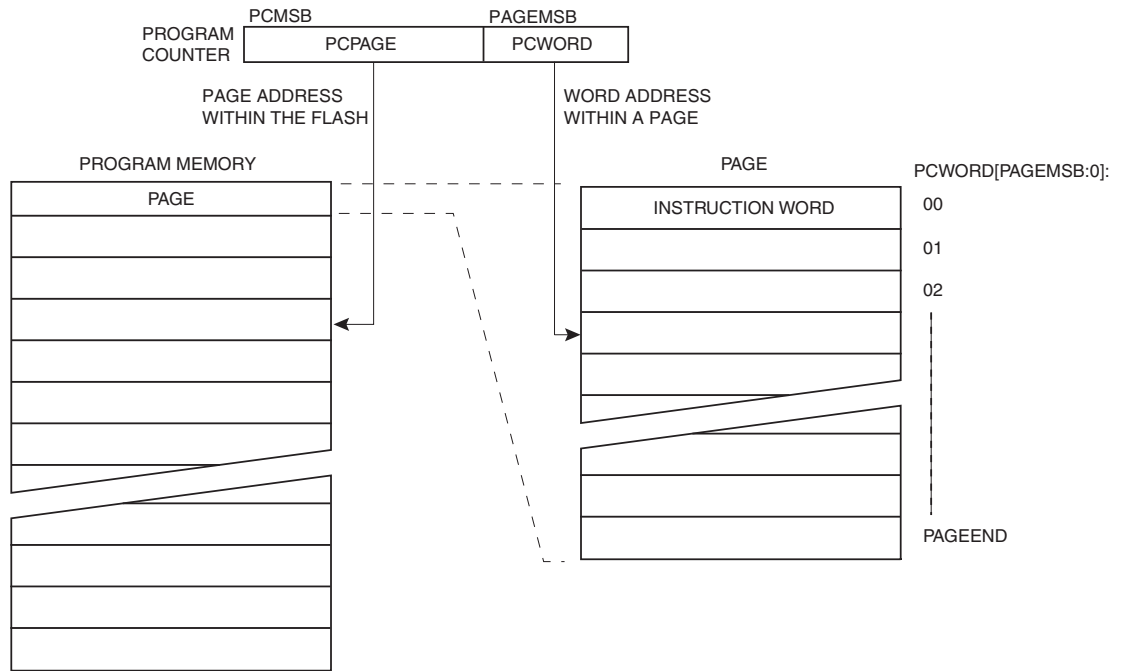 PCMSB
PAGEMSB
PROGRAM
COUNTER
PCPAGE
PCWORD
PAGE ADDRESS
WITHIN THE FLASH
WORD ADDRESS
WITHIN A PAGE
PROGRAM MEMORY
PAGE
PAGE
PCWORD[PAGEMSB:0]:
INSTRUCTION WORD
00
01
02
PAGEEND